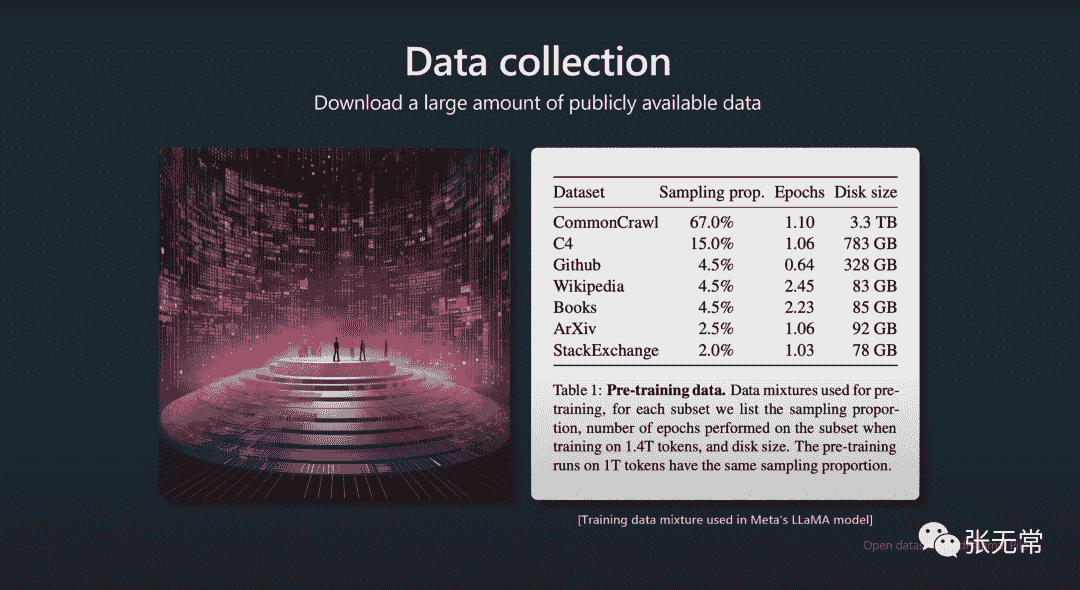 Data collection
Download a large amount of publicly available data
Dataset Sampling prop. Epochs Disk size
CommonCrawl 67.0% 1.10 3.3 TB
C4 15.0% 1.06 783 GB
Github 4.5% 0.64 328 GB
Wikipedia 4.5% 2.45 83 GB
Books 4.5% 2.23 85 GB
ArXiv 2.5% 1.06 92 GB
StackExchange 2.0% 1.03 78 GB
Table 1: Pre-training data. Data mixtures used for pre-
training, for each subset we list the sampling propor-
tion, number of epochs performed on the subset when
training on 1.4T tokens, and disk size. The pre-training
runs on 1T tokens have the same sampling proportion.
[Training data mixture used in Meta's LLaMA model]
Open
张无常